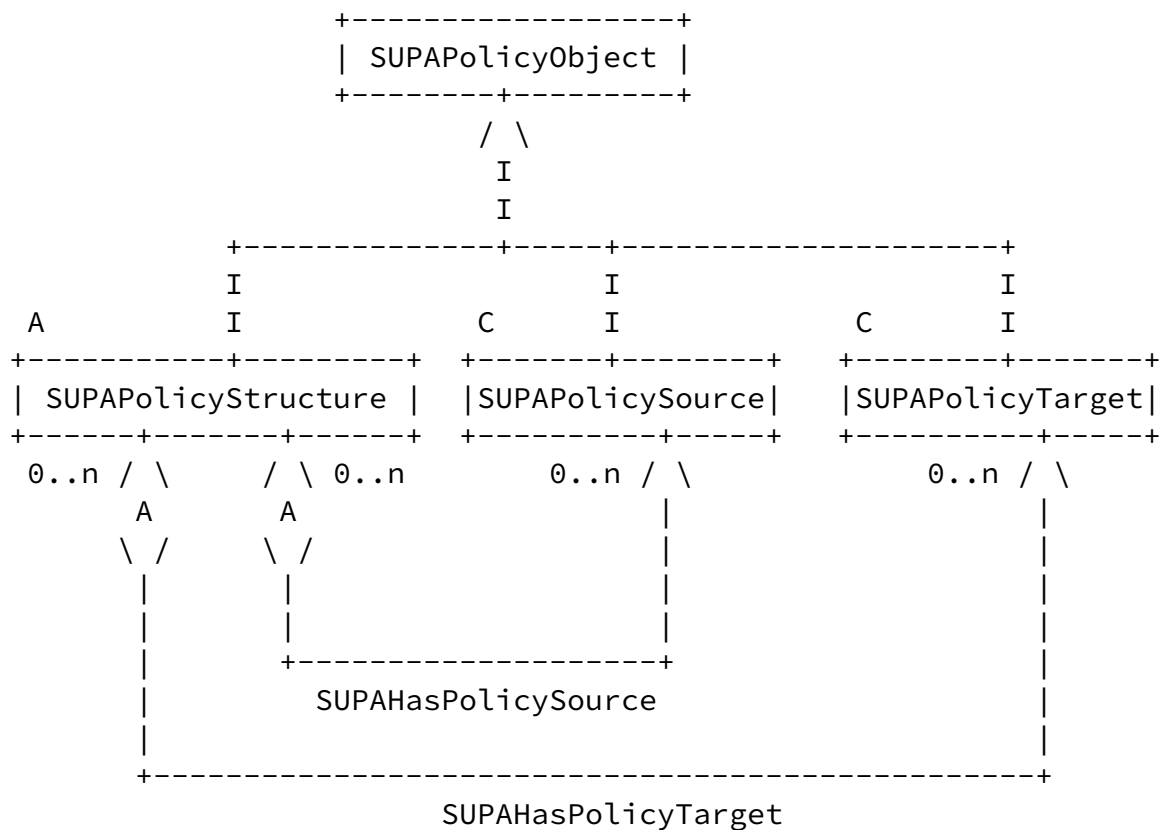 SUPAPolicyObject
I
I
I I I
A I C I C I
SUPAPolicyStructure SUPAPolicySource SUPAPolicyTarget
0..n 0..n 0..n 0..n
A A
SUPAHasPolicySource
SUPAHasPolicyTarget